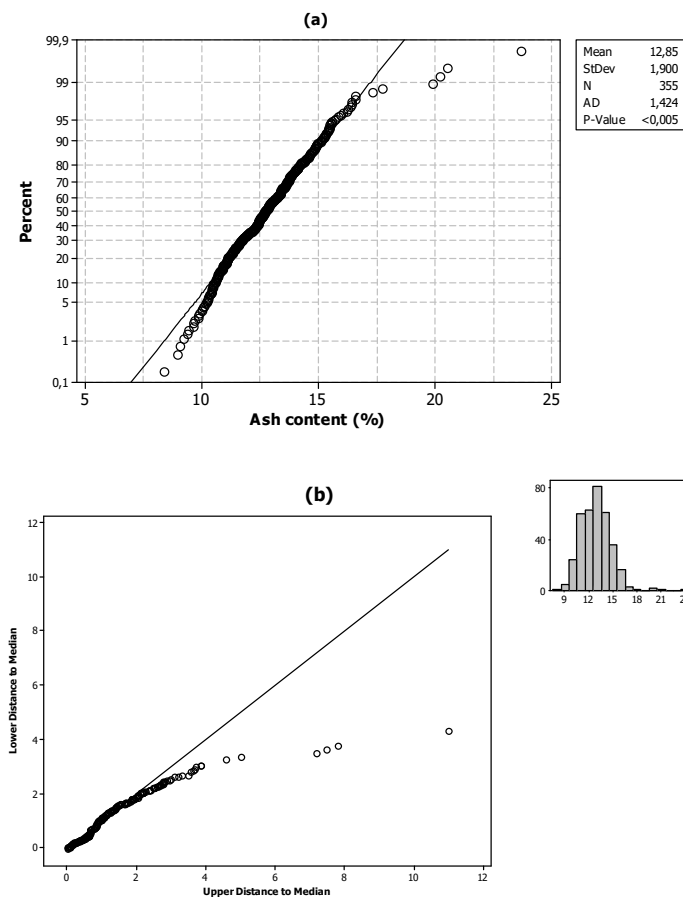 (a)
99,9
99
95
90
80
70
60
50
40
30
20
10
5
1
0,1
Percent
5 10 15 20 25
Ash content (%)
Mean 12,85
StDev 1,900
N 355
AD 1,424
P-Value <0,005
(b)
12
10
8
6
4
2
0
Lower Distance to Median
0 2 4 6 8 10 12
Upper Distance to Median
80
40
0
9 12 15 18 21